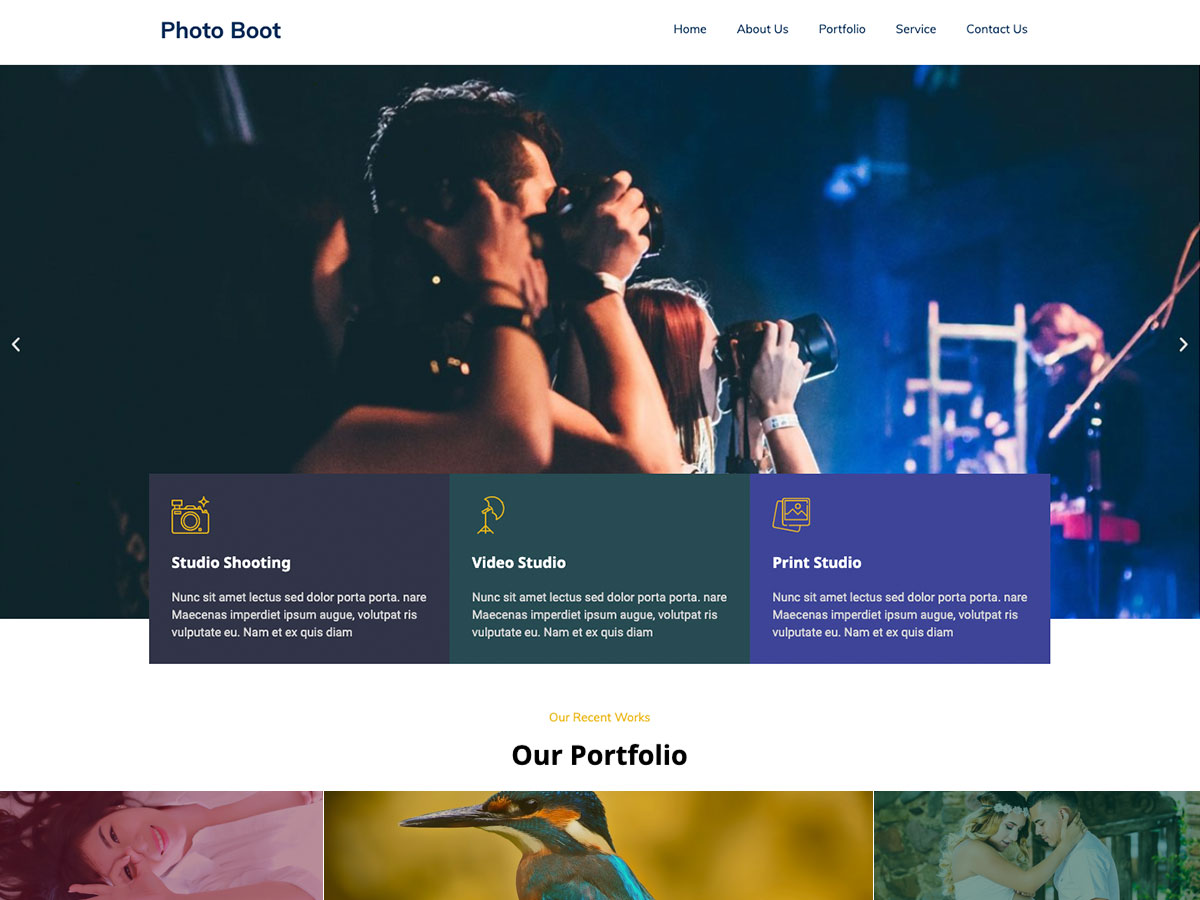 Photo Boot
Home About Us Portfolio Service Contact Us
Studio Shooting
Nunc sit amet lectus sed dolor porta porta. nare
Maecenas imperdiet ipsum augue, volutpat ris
vulputate eu. Nam et ex quis diam
Video Studio
Nunc sit amet lectus sed dolor porta porta. nare
Maecenas imperdiet ipsum augue, volutpat ris
vulputate eu. Nam et ex quis diam
Print Studio
Nunc sit amet lectus sed dolor porta porta. nare
Maecenas imperdiet ipsum augue, volutpat ris
vulputate eu. Nam et ex quis diam
Our Recent Works
Our Portfolio